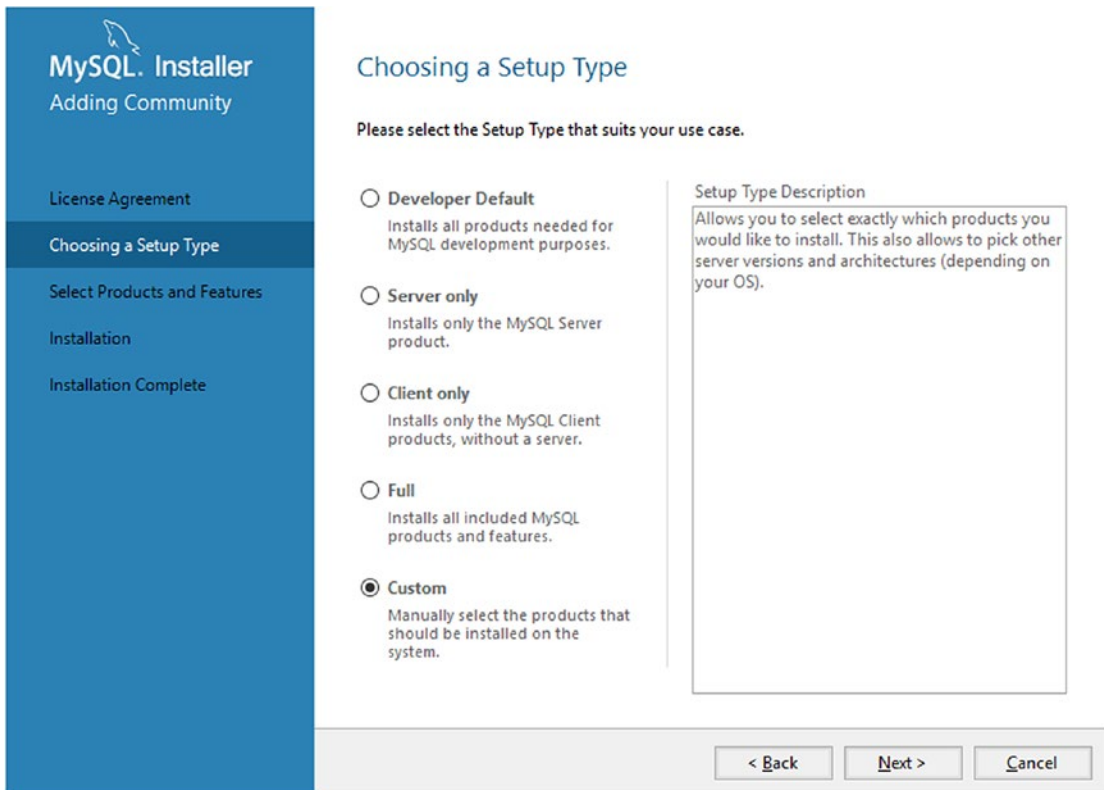 MySQL. Installer
Adding Community
License Agreement
Choosing a Setup Type
Select Products and Features
Installation
Installation Complete
Choosing a Setup Type
Please select the Setup Type that suits your use case.
Developer Default
Installs all products needed for
MySQL development purposes.
Server only
Installs only the MySQL Server
product.
Client only
Installs only the MySQL Client
products, without a server.
Full
Installs all included MySQL
products and features.
Custom
Manually select the products that
should be installed on the
system.
Setup Type Description
Allows you to select exactly which products you
would like to install. This also allows to pick other
server versions and architectures (depending on
your OS).
< Back
Next >
Cancel